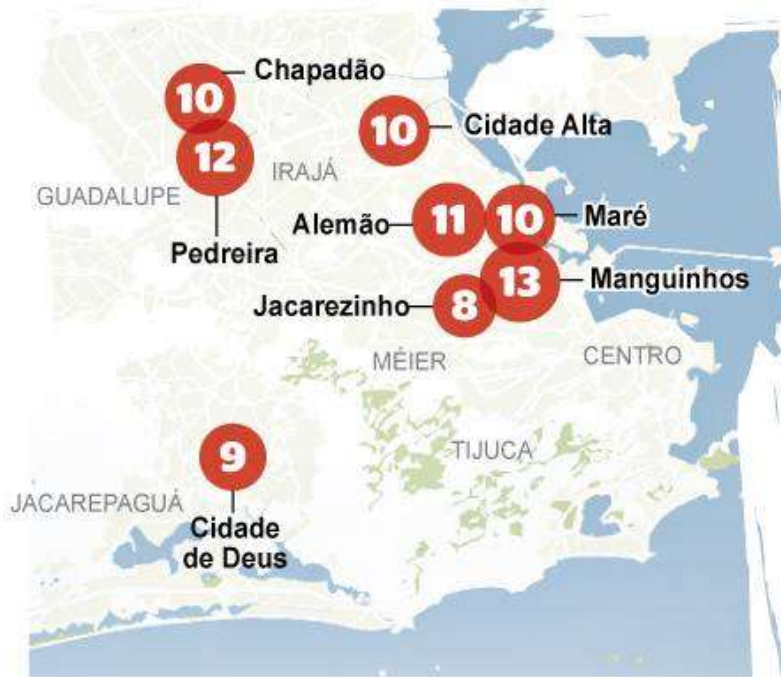 Chapadão
10
10
Cidade Alta
12
IRAJÁ
GUADALUPE
Pedreira
Alemão
11
10
Maré
13
Manguinhos
Jacarezinho
8
MÉIER
CENTRO
9
TIJUCA
JACAREPAGUÁ
Cidade
de Deus